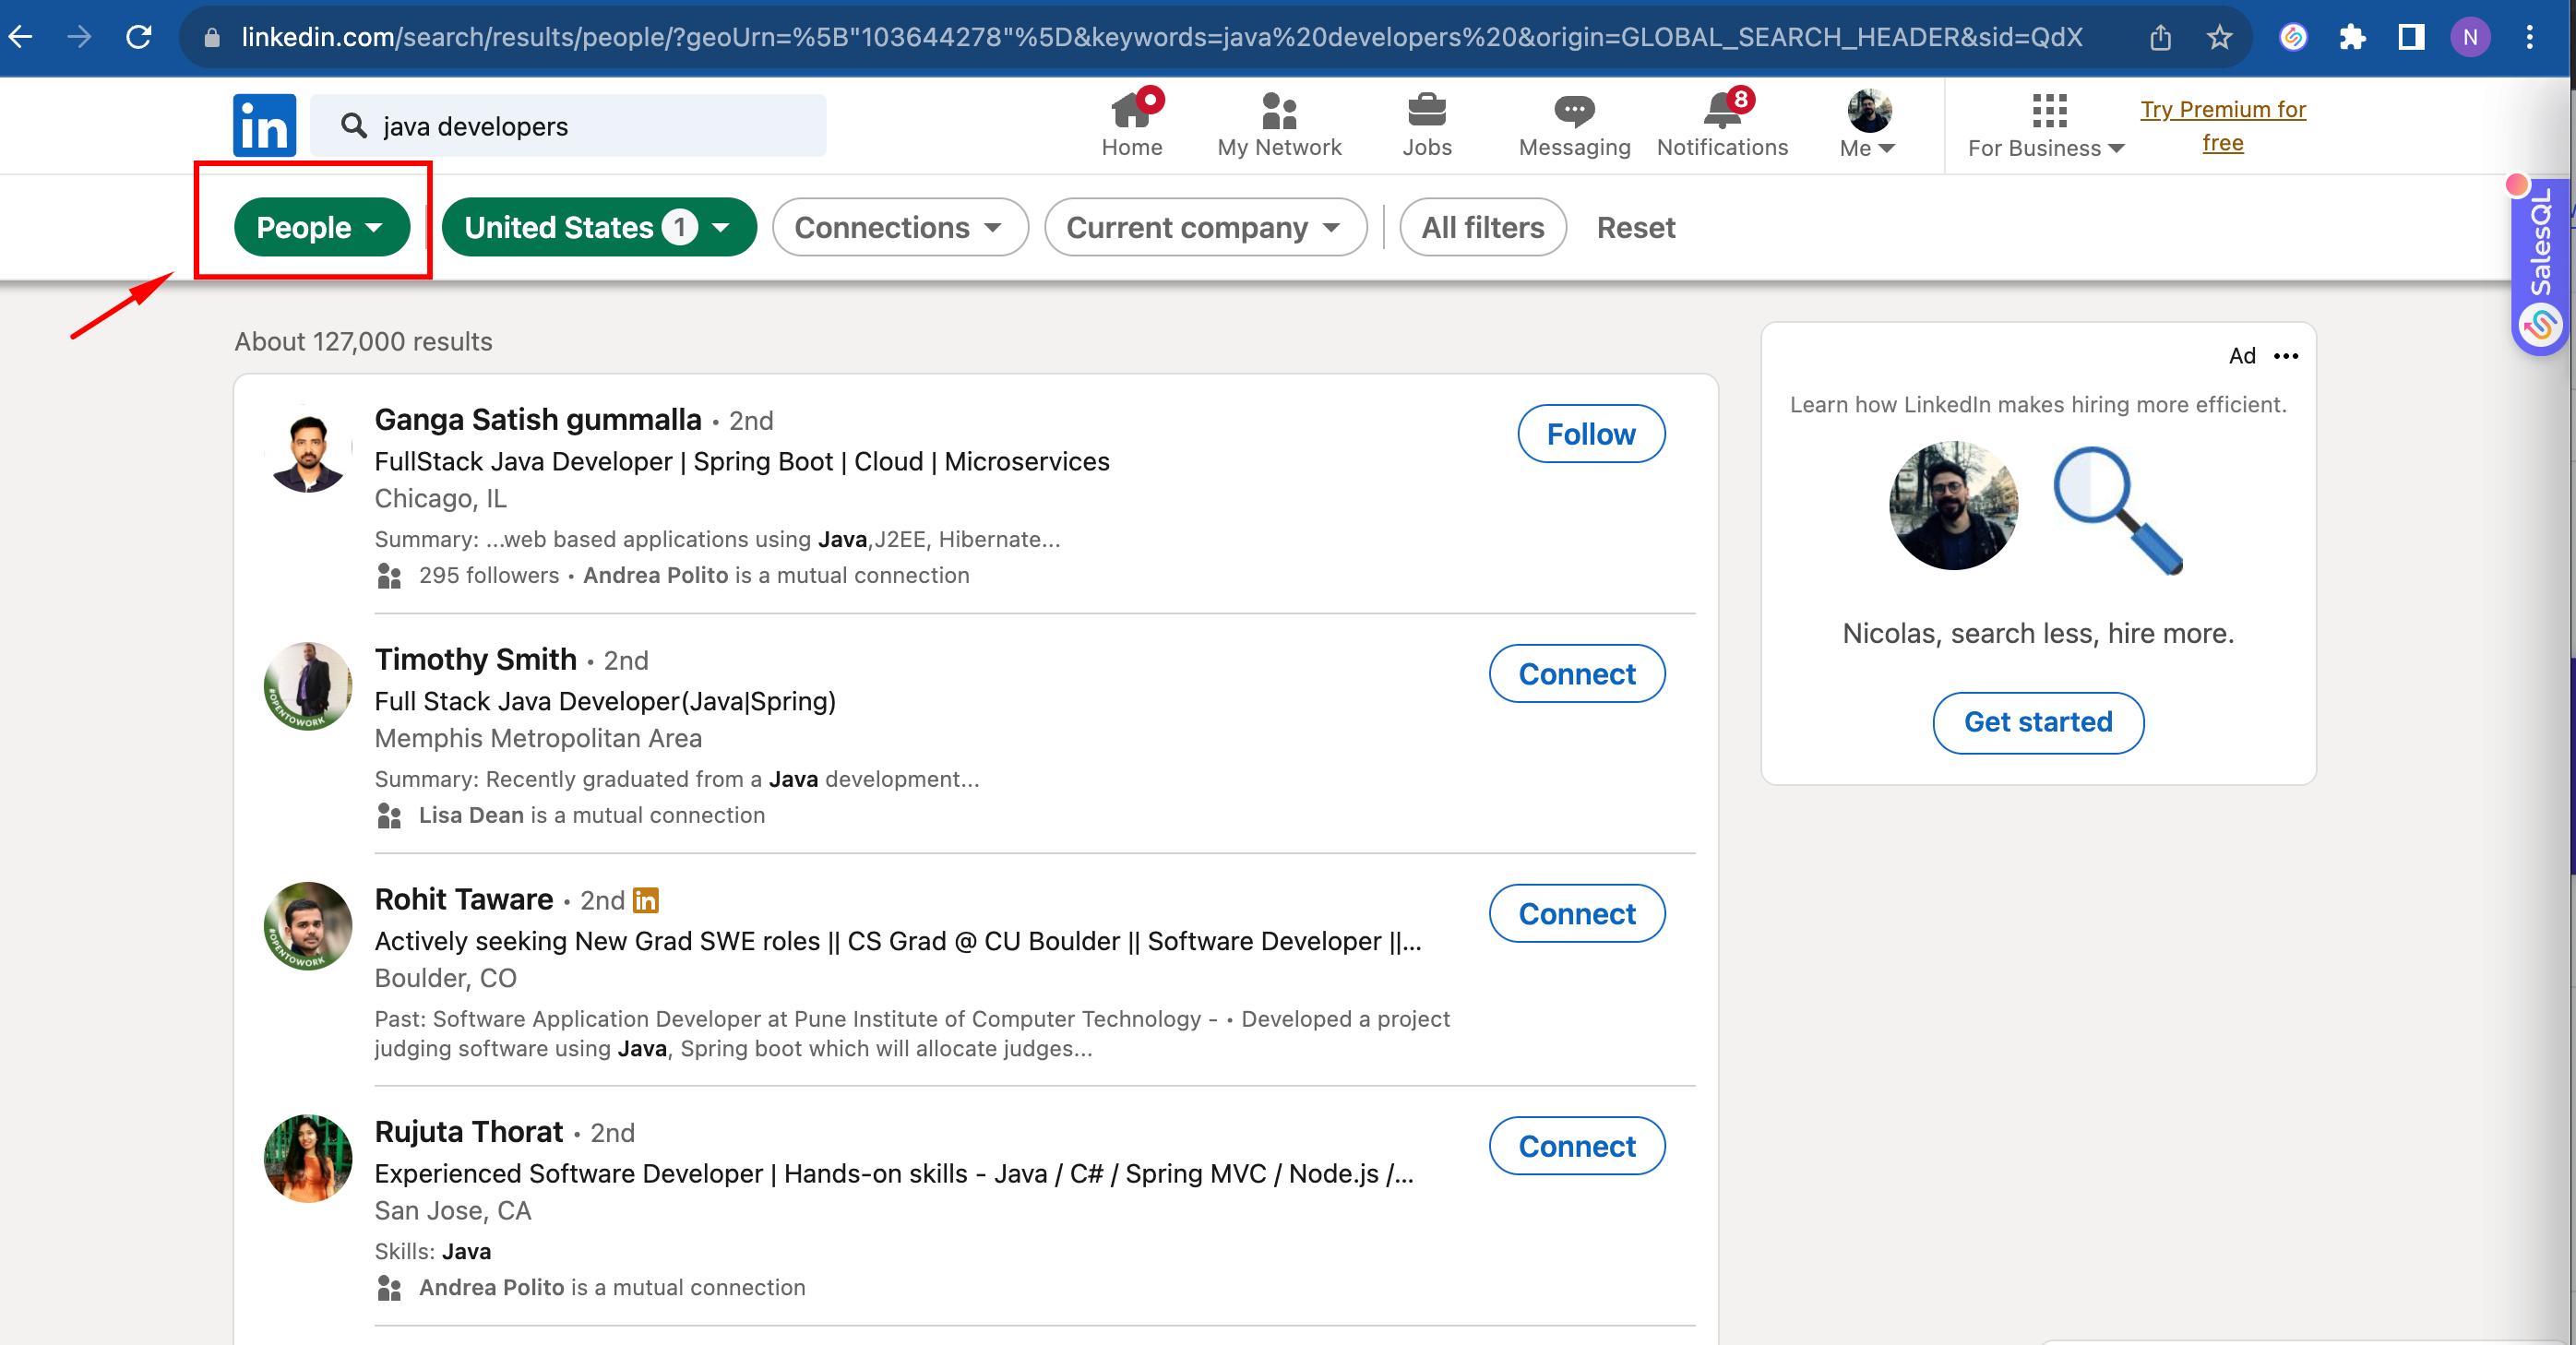 linkedin.com/search/results/people/?geoUrn=%5B"103644278"%5D&keywords=java%20developers%20&origin=GLOBAL_SEARCH_HEADER&sid=QdX
N
in
java developers
Home
My Network
Jobs
Messaging
8
Notifications
Me
For Business
Try Premium for
free
People
United States 1
Connections
Current company
All filters
Reset
SalesQL
About 127,000 results
Ganga Satish gummalla • 2nd
Follow
FullStack Java Developer | Spring Boot | Cloud | Microservices
Chicago, IL
Summary: ...web based applications using Java,J2EE, Hibernate...
295 followers • Andrea Polito is a mutual connection
Timothy Smith • 2nd
Connect
Full Stack Java Developer(Java|Spring)
Memphis Metropolitan Area
#OPENTOWORK
Summary: Recently graduated from a Java development...
Lisa Dean is a mutual connection
Rohit Taware • 2nd in
Connect
Actively seeking New Grad SWE roles || CS Grad @ CU Boulder || Software Developer ||...
Boulder, CO
#OPENTOWORK
Past: Software Application Developer at Pune Institute of Computer Technology - • Developed a project
judging software using Java, Spring boot which will allocate judges...
Rujuta Thorat • 2nd
Connect
Experienced Software Developer | Hands-on skills - Java / C# / Spring MVC / Node.js /...
San Jose, CA
Skills: Java
Andrea Polito is a mutual connection
Ad
Learn how LinkedIn makes hiring more efficient.
Nicolas, search less, hire more.
Get started